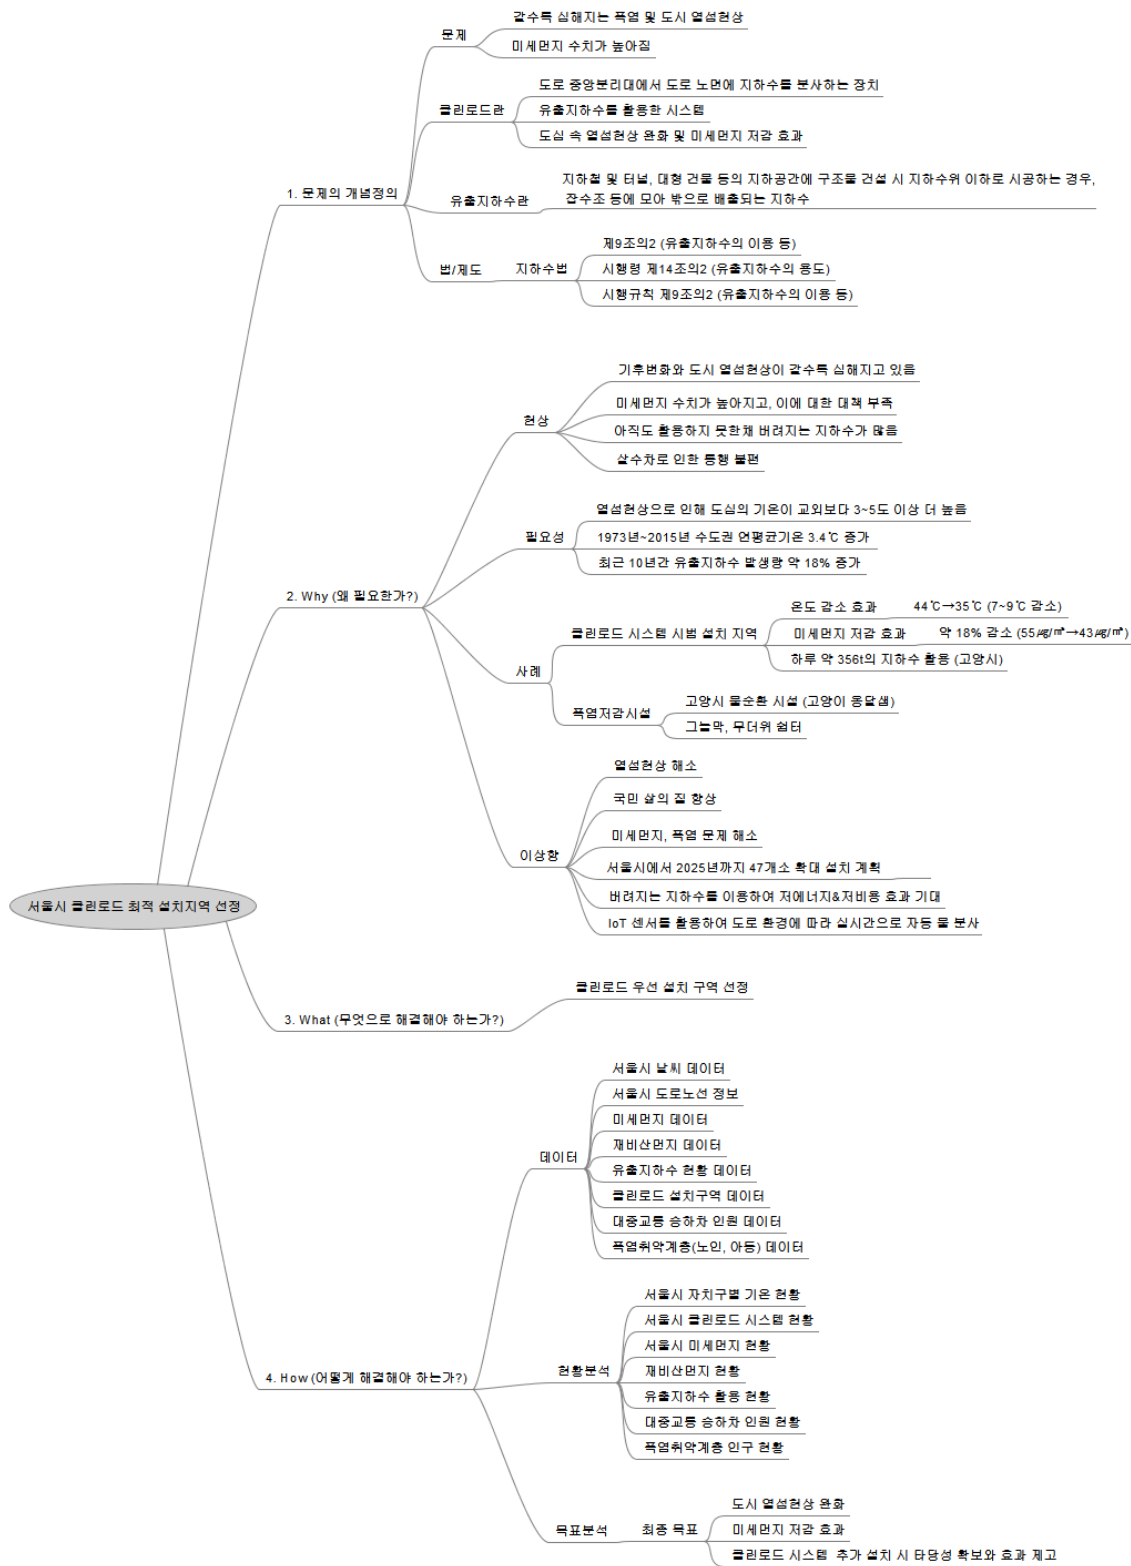 갈수록 심해지는 폭염 및 도시 열섬현상
문제
미세먼지 수치가 높아짐
도로 중앙분리대에서 도로 노면에 지하수를 분사하는 장치
클린로드란
유출지하수를 활용한 시스템
도심 속 열섬현상 완화 및 미세먼지 저감 효과
1. 문제의 개념정의
지하철 및 터널, 대형 건물 등의 지하공간에 구조물 건설 시 지하수위 이하로 시공하는 경우,
유출지하수란
잡수조 등에 모아 밖으로 배출되는 지하수
제9조의2 (유출지하수의 이용 등)
법/제도
지하수법
시행령 제14조의2 (유출지하수의 용도)
시행규칙 제9조의2 (유출지하수의 이용 등)
기후변화와 도시 열섬현상이 갈수록 심해지고 있음
미세먼지 수치가 높아지고, 이에 대한 대책 부족
현상
아직도 활용하지 못한채 버려지는 지하수가 많음
살수차로 인한 통행 불편
열섬현상으로 인해 도심의 기온이 교외보다 3~5도 이상 더 높음
필요성
1973년~2015년 수도권 연평균기온 3.4℃ 증가
최근 10년간 유출지하수 발생량 약 18% 증가
2. Why (왜 필요한가?)
온도 감소 효과
44℃→35℃ (7~9℃ 감소)
클린로드 시스템 시범 설치 지역
미세먼지 저감 효과
약 18% 감소 (55㎍/㎥→43㎍/㎥)
하루 약 356t의 지하수 활용 (고양시)
사례
고양시 물순환 시설 (고양이 옹달샘)
폭염저감시설
그늘막, 무더위 쉼터
열섬현상 해소
국민 삶의 질 향상
미세먼지, 폭염 문제 해소
이상향
서울시에서 2025년까지 47개소 확대 설치 계획
버려지는 지하수를 이용하여 저에너지&저비용 효과 기대
IoT 센서를 활용하여 도로 환경에 따라 실시간으로 자동 물 분사
서울시 클린로드 최적 설치지역 선정
클린로드 우선 설치 구역 선정
3. What (무엇으로 해결해야 하는가?)
서울시 날씨 데이터
서울시 도로노선 정보
미세먼지 데이터
재비산먼지 데이터
데이터
유출지하수 현황 데이터
클린로드 설치구역 데이터
대중교통 승하차 인원 데이터
폭염취약계층(노인, 아동) 데이터
서울시 자치구별 기온 현황
서울시 클린로드 시스템 현황
서울시 미세먼지 현황
현황분석
재비산먼지 현황
4. How (어떻게 해결해야 하는가?)
유출지하수 활용 현황
대중교통 승하차 인원 현황
폭염취약계층 인구 현황
도시 열섬현상 완화
목표분석
최종 목표
미세먼지 저감 효과
클린로드 시스템 추가 설치 시 타당성 확보와 효과 제고